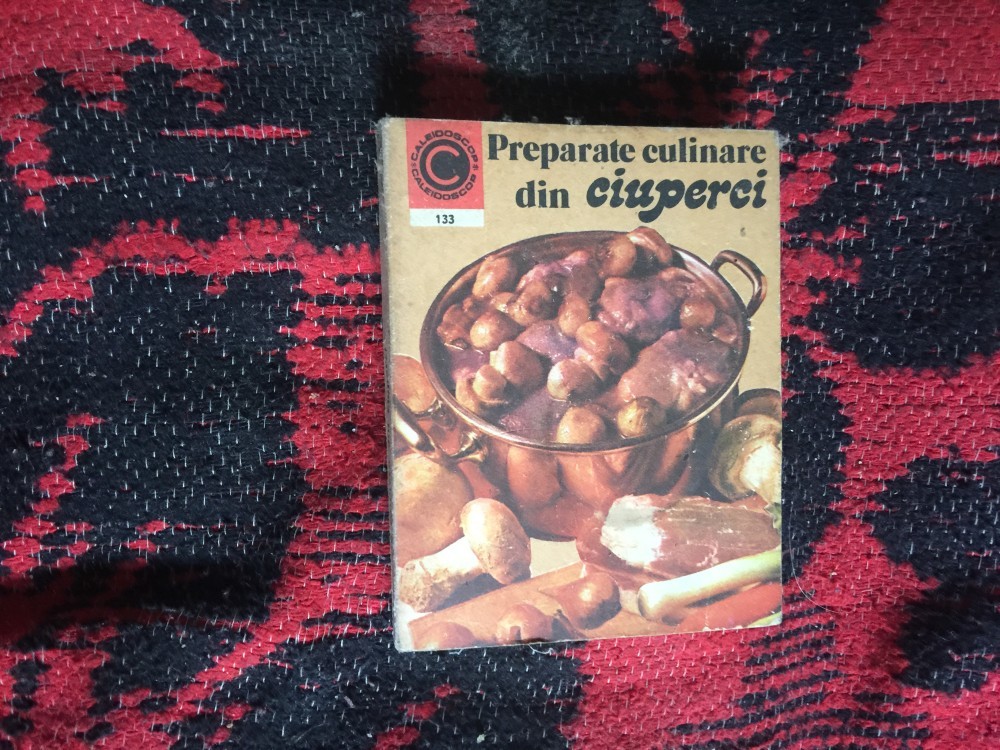 CALEIDOSCOP
C
CALEIDOSCOP
133
Preparate culinare
din ciuperci